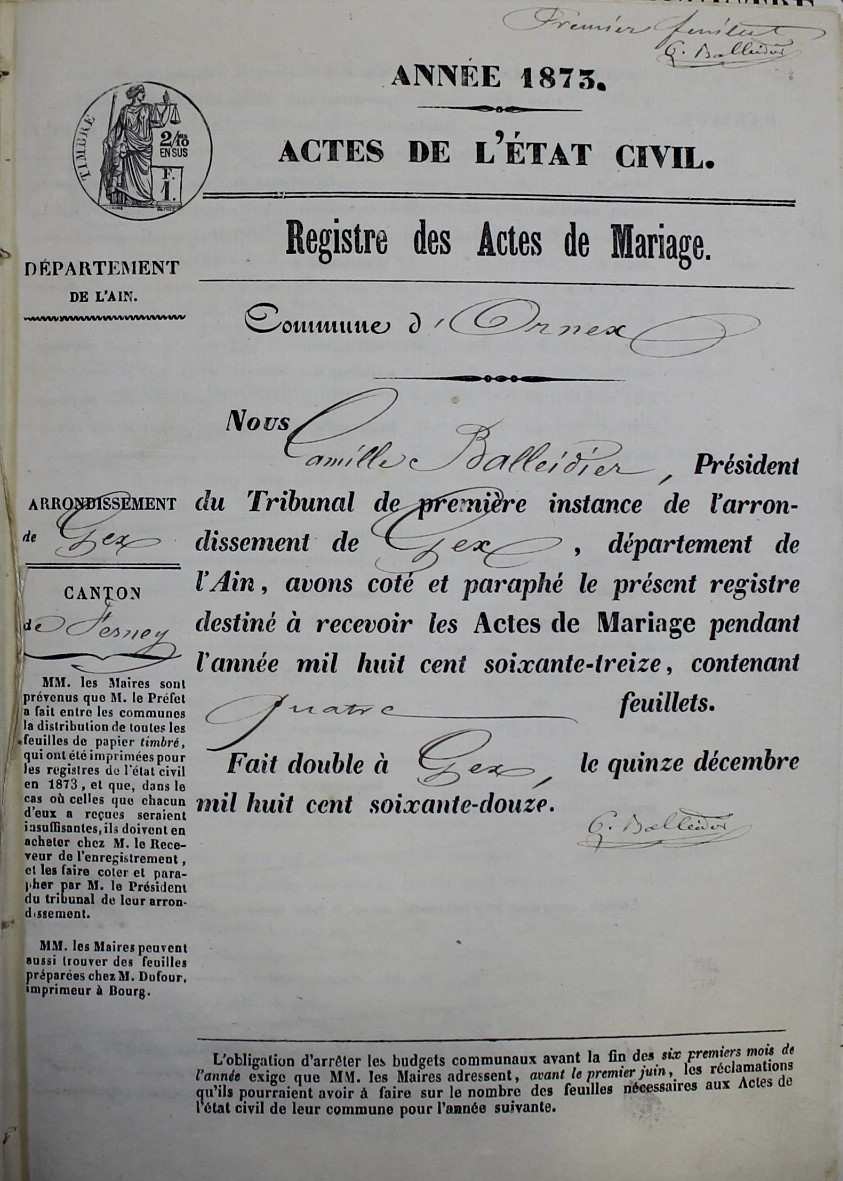 Premier feuillet
C. Balleidier
ANNÉE 1873.
ACTES DE L'ÉTAT CIVIL.
TIMBRE
2/10
EN SUS
F.
1.
Registre des Actes de Mariage.
DÉPARTEMENT
DE L'AIN.
Commune d'Ornex
Nous
Camille Balleidier, Président
du Tribunal de première instance de l'arron-
dissement de Gex, département de
l'Ain, avons coté et paraphé le présent registre
destiné à recevoir les Actes de Mariage pendant
l'année mil huit cent soixante-treize, contenant
quatre feuillets.
Fait double à Gex, le quinze décembre
mil huit cent soixante-douze.
C. Balleidier
ARRONDISSEMENT
de Gex
CANTON
de Ferney
MM. les Maires sont
prévenus que M. le Préfet
a fait entre les communes
la distribution de toutes les
feuilles de papier timbré,
qui ont été imprimées pour
les registres de l'état civil
en 1873, et que, dans le
cas où celles que chacun
d'eux a reçues seraient
insuffisantes, ils doivent en
acheter chez M. le Rece-
veur de l'enregistrement,
et les faire coter et para-
pher par M. le Président
du tribunal de leur arron-
dissement.
MM. les Maires peuvent
aussi trouver des feuilles
préparées chez M. Dufour,
imprimeur à Bourg.
L'obligation d'arrêter les budgets communaux avant la fin des six premiers mois de
l'année exige que MM. les Maires adressent, avant le premier juin, les réclamations
qu'ils pourraient avoir à faire sur le nombre des feuilles nécessaires aux Actes de
l'état civil de leur commune pour l'année suivante.